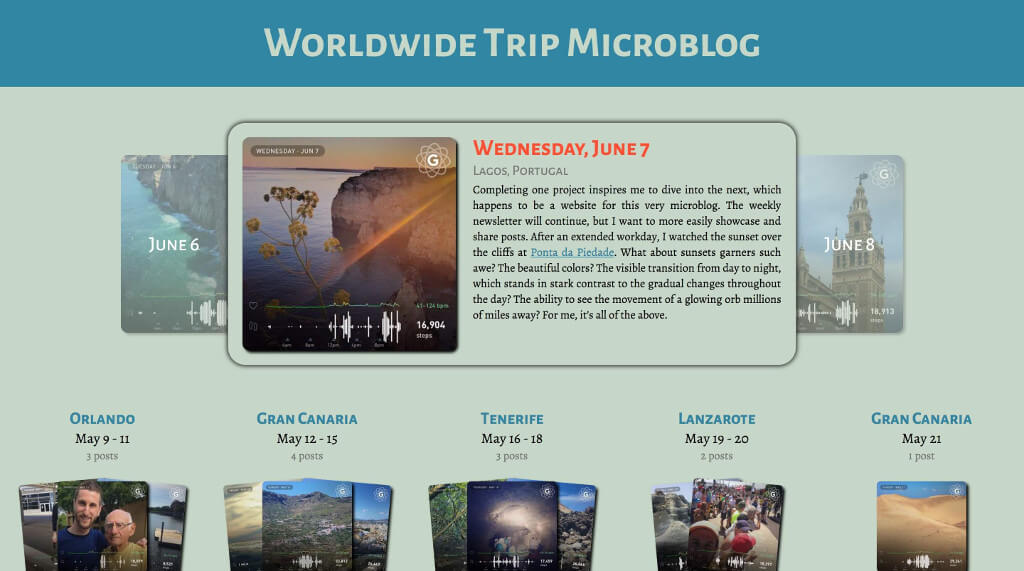 Worldwide Trip Microblog
TUESDAY · JUN 6
June 6
WEDNESDAY · JUN 7
G
41-124 bpm
16,904
steps
6am 9am 12pm 4pm 8pm
Wednesday, June 7
Lagos, Portugal
Completing one project inspires me to dive into the next, which
happens to be a website for this very microblog. The weekly
newsletter will continue, but I want to more easily showcase and
share posts. After an extended workday, I watched the sunset over
the cliffs at Ponta da Piedade. What about sunsets garners such
awe? The beautiful colors? The visible transition from day to night,
which stands in stark contrast to the gradual changes throughout
the day? The ability to see the movement of a glowing orb millions
of miles away? For me, it's all of the above.
G
June 8
18,913
steps
Orlando
May 9 - 11
3 posts
Gran Canaria
May 12 - 15
4 posts
Tenerife
May 16 - 18
3 posts
Lanzarote
May 19 - 20
2 posts
Gran Canaria
May 21
1 post